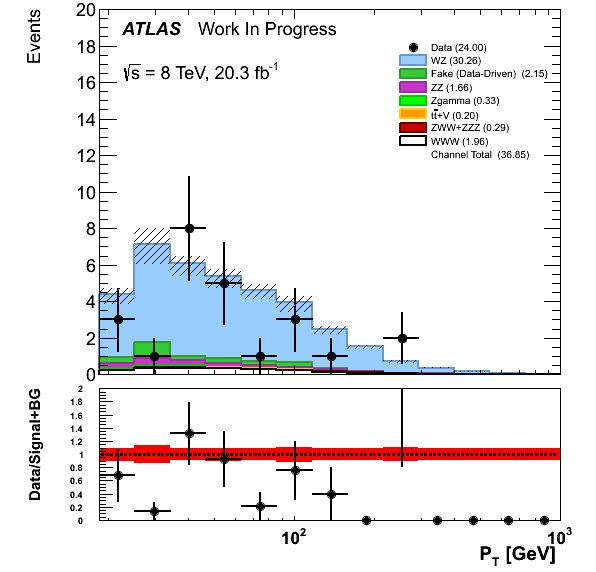 Events
20
18
16
14
12
10
8
6
4
2
0
ATLAS Work In Progress
√s = 8 TeV, 20.3 fb⁻¹
Data (24.00)
WZ (30.26)
Fake (Data-Driven) (2.15)
ZZ (1.66)
Zgamma (0.33)
tt̄+V (0.20)
ZWW+ZZZ (0.29)
WWW (1.96)
Channel Total (36.85)
Data/Signal+BG
2
1.8
1.6
1.4
1.2
1
0.8
0.6
0.4
0.2
0
10² 10³
P_T [GeV]